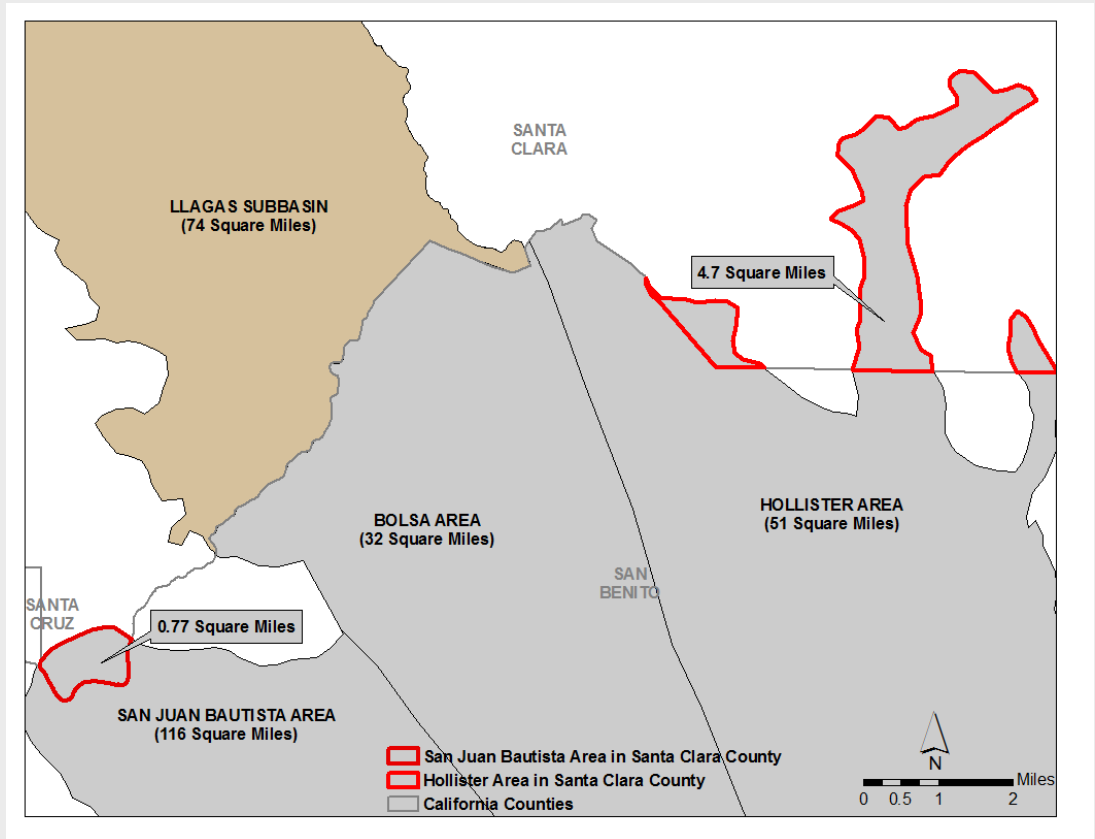 SANTA
CLARA
LLAGAS SUBBASIN
(74 Square Miles)
4.7 Square Miles
HOLLISTER AREA
(51 Square Miles)
BOLSA AREA
(32 Square Miles)
SAN
BENITO
SANTA
CRUZ
0.77 Square Miles
SAN JUAN BAUTISTA AREA
(116 Square Miles)
San Juan Bautista Area in Santa Clara County
Hollister Area in Santa Clara County
California Counties
N
Miles
0 0.5 1 2